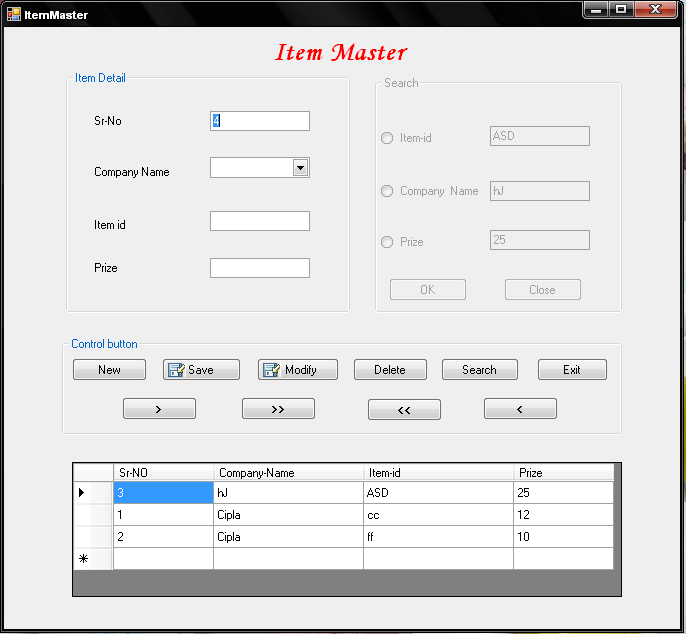 ItemMaster
Item Master
Item Detail
Sr-No 4
Company Name
Item id
Prize
Search
Item-id ASD
Company Name hJ
Prize 25
OK Close
Control button
New Save Modify Delete Search Exit
> >> << <
Sr-NO Company-Name Item-id Prize
3 hJ ASD 25
1 Cipla cc 12
2 Cipla ff 10